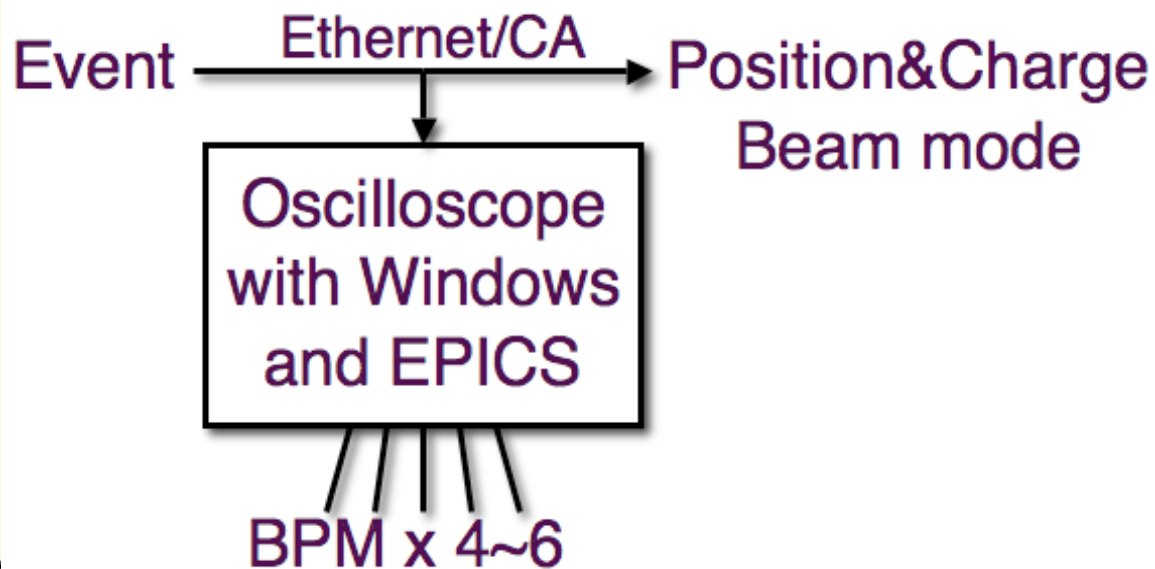 Ethernet/CA
Event
Position&Charge
Beam mode
Oscilloscope
with Windows
and EPICS
BPM x 4~6